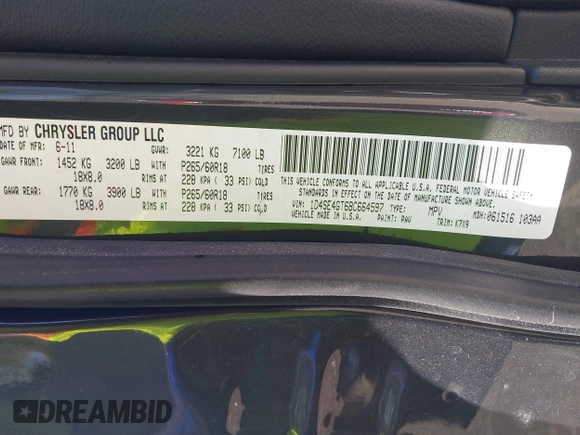 MFD BY CHRYSLER GROUP LLC
DATE OF MFR: 6-11 GVWR: 3221 KG 7100 LB
GAWR FRONT: 1452 KG 3200 LB WITH P265/60R18 TIRES
18X8.0 RIMS AT 228 KPA ( 33 PSI) COLD
GAWR REAR: 1770 KG 3900 LB WITH P265/60R18 TIRES
18X8.0 RIMS AT 228 KPA ( 33 PSI) COLD
THIS VEHICLE CONFORMS TO ALL APPLICABLE U.S.A. FEDERAL MOTOR VEHICLE SAFETY
STANDARDS IN EFFECT ON THE DATE OF MANUFACTURE SHOWN ABOVE.
VIN: 1D4SE4GT6BC664597 TYPE: MPV MDH: 061516 103AA
PAINT: PAV TRIM: K7X9
DREAMBID